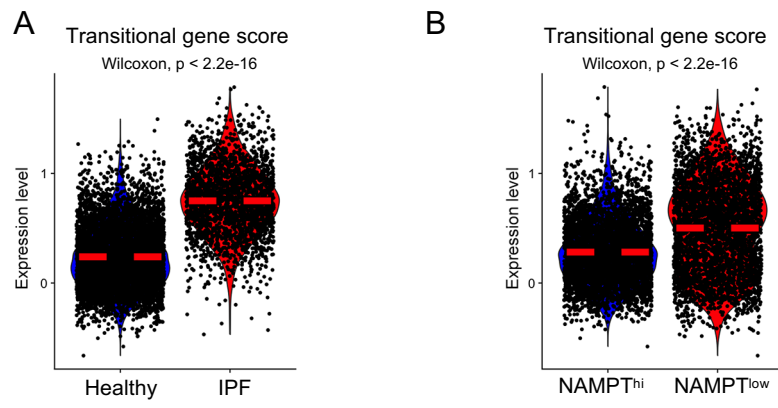 A
Transitional gene score
Wilcoxon, p < 2.2e-16
Expression level
1
0
Healthy
IPF
B
Transitional gene score
Wilcoxon, p < 2.2e-16
Expression level
1
0
NAMPThi
NAMPTlow